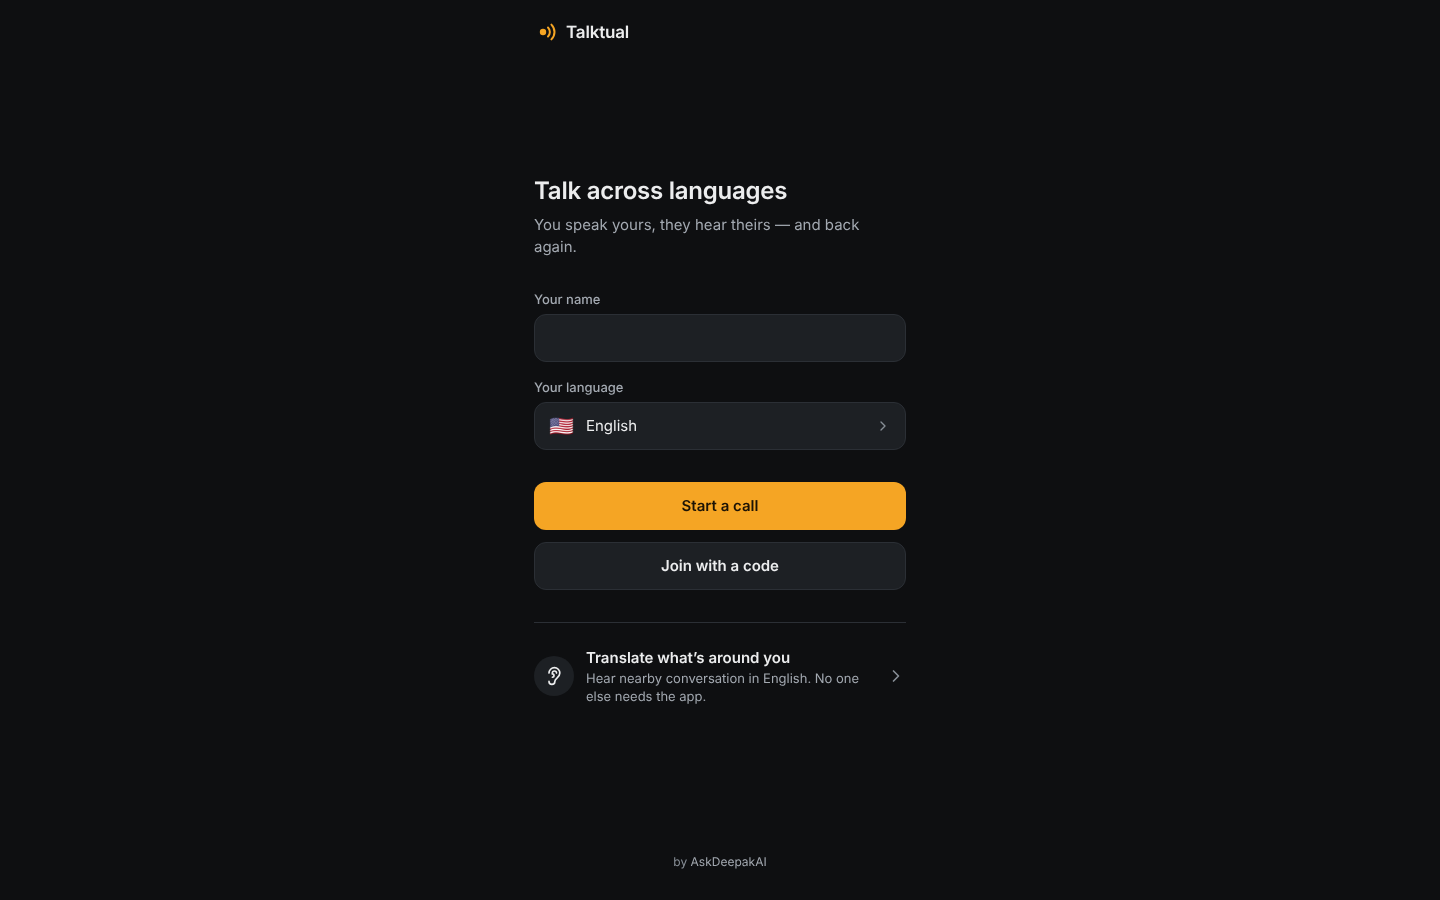 Talktual
Talk across languages
You speak yours, they hear theirs — and back
again.
Your name
Your language
English
Start a call
Join with a code
Translate what’s around you
Hear nearby conversation in English. No one
else needs the app.
by AskDeepakAI